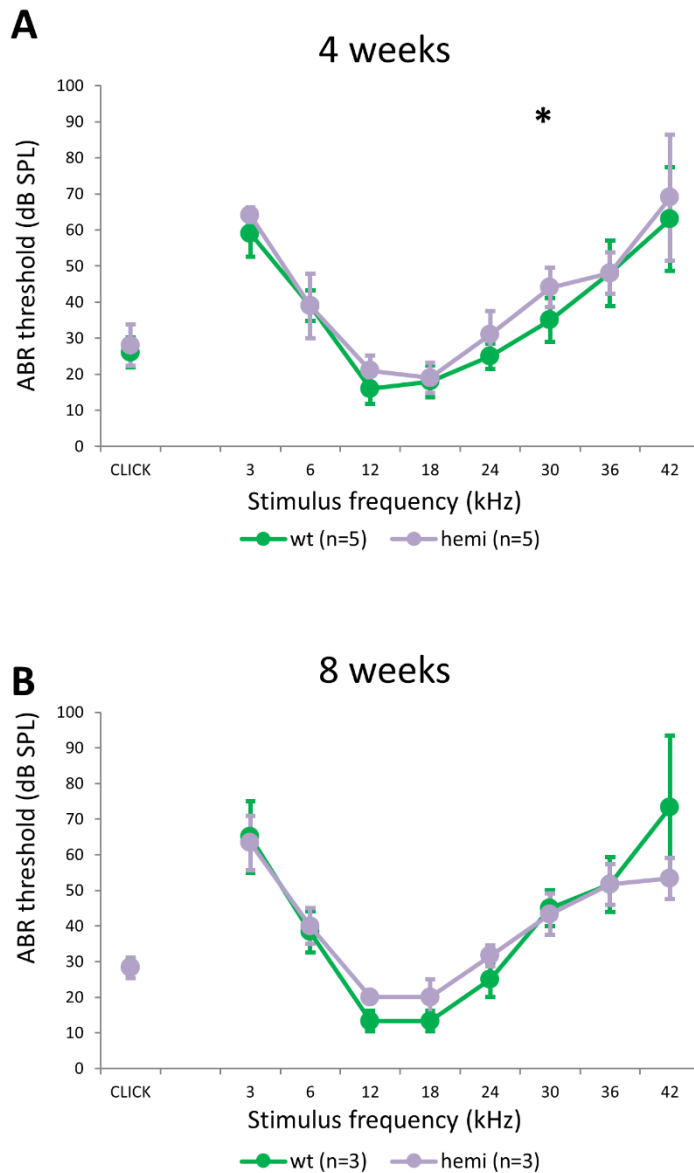 A
4 weeks
ABR threshold (dB SPL)
100
90
80
70
60
50
40
30
20
10
0
*
CLICK 3 6 12 18 24 30 36 42
Stimulus frequency (kHz)
wt (n=5) hemi (n=5)
B
8 weeks
ABR threshold (dB SPL)
100
90
80
70
60
50
40
30
20
10
0
CLICK 3 6 12 18 24 30 36 42
Stimulus frequency (kHz)
wt (n=3) hemi (n=3)